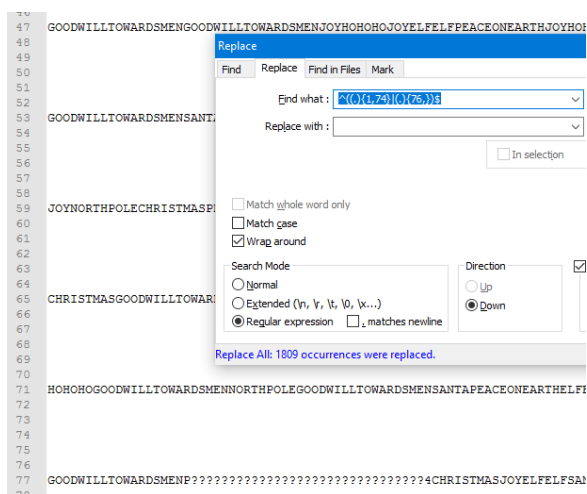 46
47 GOODWILLTOWARDSMENGOODWILLTOWARDSMENJOYHOHOHOJOYELFELFPEACEONEARTHJOYHOH
48
49
50
51
52
53 GOODWILLTOWARDSMENSANTA
54
55
56
57
58
59 JOYNORTHPOLECHRISTMASP
60
61
62
63
64
65 CHRISTMASGOODWILLTOWAR
66
67
68
69
70
71 HOHOHOGOODWILLTOWARDSMENNORTHPOLEGOODWILLTOWARDSMENSANTAPEACEONEARTHELFE
72
73
74
75
76
77 GOODWILLTOWARDSMENP??????????????????????????????4CHRISTMASJOYELFELFSAN
78
Replace
Find Replace Find in Files Mark
Find what : ^((.){1,74}|(.){76,})$
Replace with :
In selection
Match whole word only
Match case
Wrap around
Search Mode
Normal
Extended (\n, \r, \t, \0, \x...)
Regular expression . matches newline
Direction
Up
Down
Replace All: 1809 occurrences were replaced.